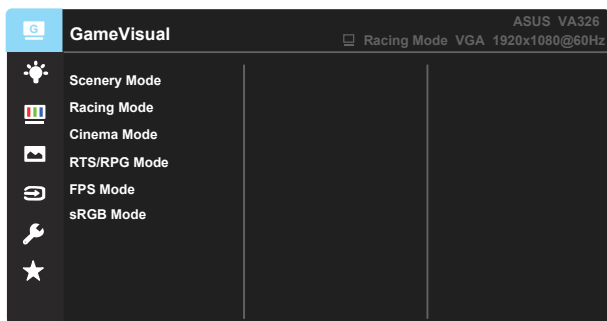 G
GameVisual
ASUS VA326
Racing Mode VGA 1920x1080@60Hz
Scenery Mode
Racing Mode
Cinema Mode
RTS/RPG Mode
FPS Mode
sRGB Mode